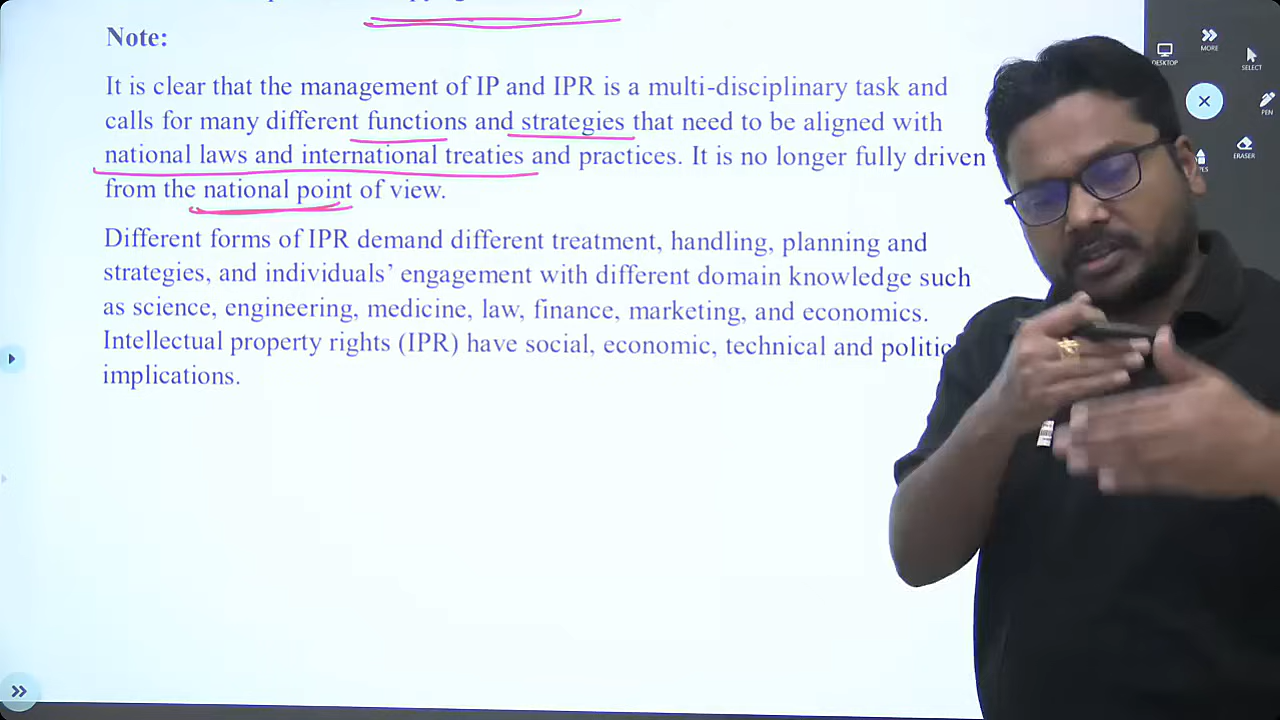 Note:
It is clear that the management of IP and IPR is a multi-disciplinary task and
calls for many different functions and strategies that need to be aligned with
national laws and international treaties and practices. It is no longer fully driven
from the national point of view.
Different forms of IPR demand different treatment, handling, planning and
strategies, and individuals’ engagement with different domain knowledge such
as science, engineering, medicine, law, finance, marketing, and economics.
Intellectual property rights (IPR) have social, economic, technical and
implications.
DESKTOP
MORE
SELECT
PEN
ERASER